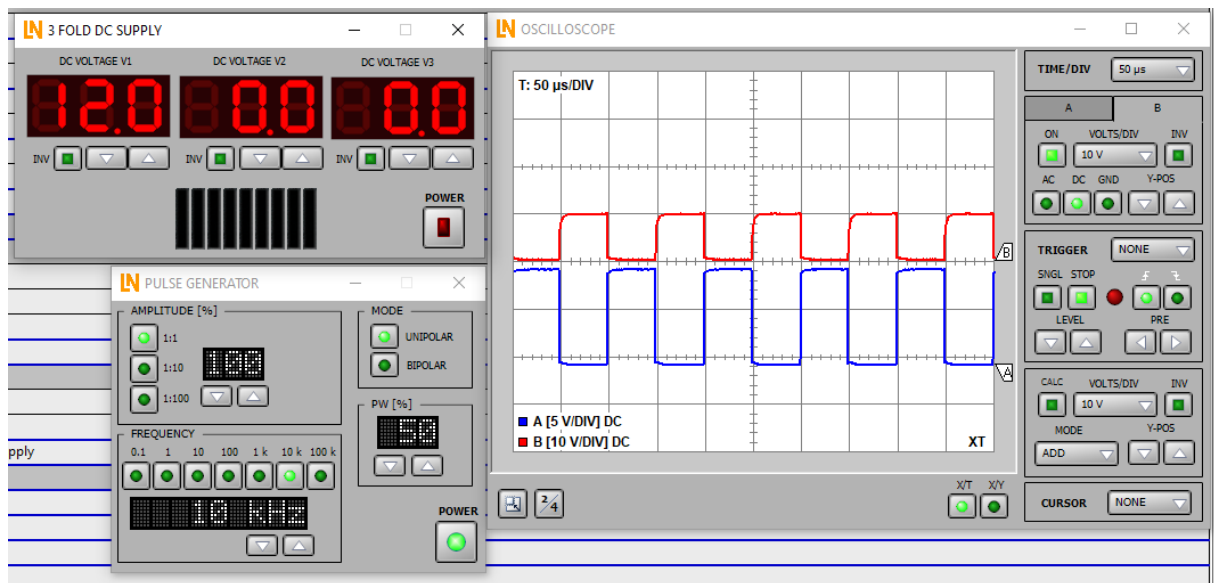 LN 3 FOLD DC SUPPLY
DC VOLTAGE V1 DC VOLTAGE V2 DC VOLTAGE V3
12.0 0.0 0.0
INV INV INV
POWER
LN PULSE GENERATOR
AMPLITUDE [%]
1:1
1:10
1:100
100
MODE
UNIPOLAR
BIPOLAR
PW [%]
50
FREQUENCY
0.1 1 10 100 1 k 10 k 100 k
10 kHz
POWER
pply
LN OSCILLOSCOPE
T: 50 µs/DIV
B
A
A [5 V/DIV] DC
B [10 V/DIV] DC
XT
2/4
X/T X/Y
TIME/DIV 50 µs
A B
ON VOLTS/DIV INV
10 V
AC DC GND Y-POS
TRIGGER NONE
SNGL STOP
LEVEL PRE
CALC VOLTS/DIV INV
10 V
MODE Y-POS
ADD
CURSOR NONE